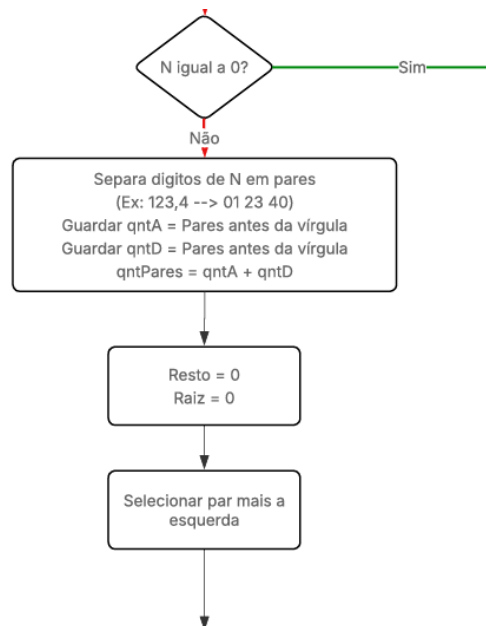 N igual a 0?
Sim
Não
Separa digitos de N em pares
(Ex: 123,4 --> 01 23 40)
Guardar qntA = Pares antes da vírgula
Guardar qntD = Pares antes da vírgula
qntPares = qntA + qntD
Resto = 0
Raiz = 0
Selecionar par mais a
esquerda